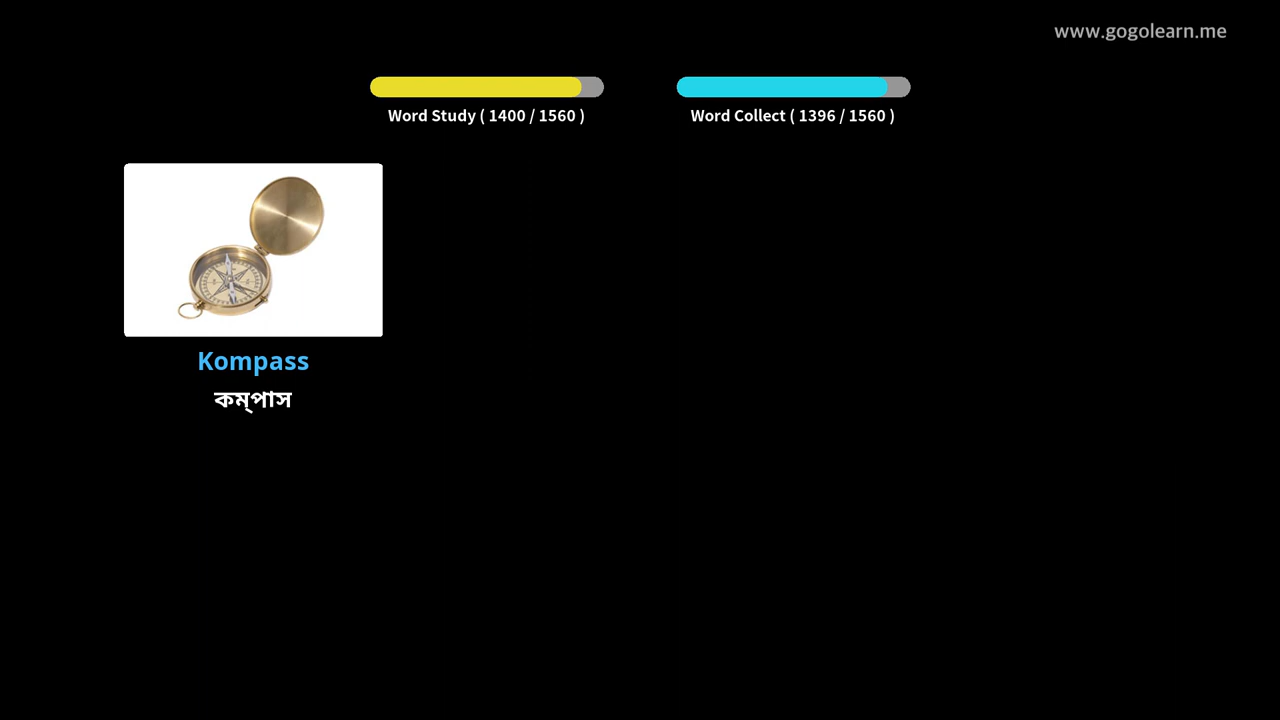 www.gogolearn.me
Word Study ( 1400 / 1560 )
Word Collect ( 1396 / 1560 )
Kompass
কম্‌পাস